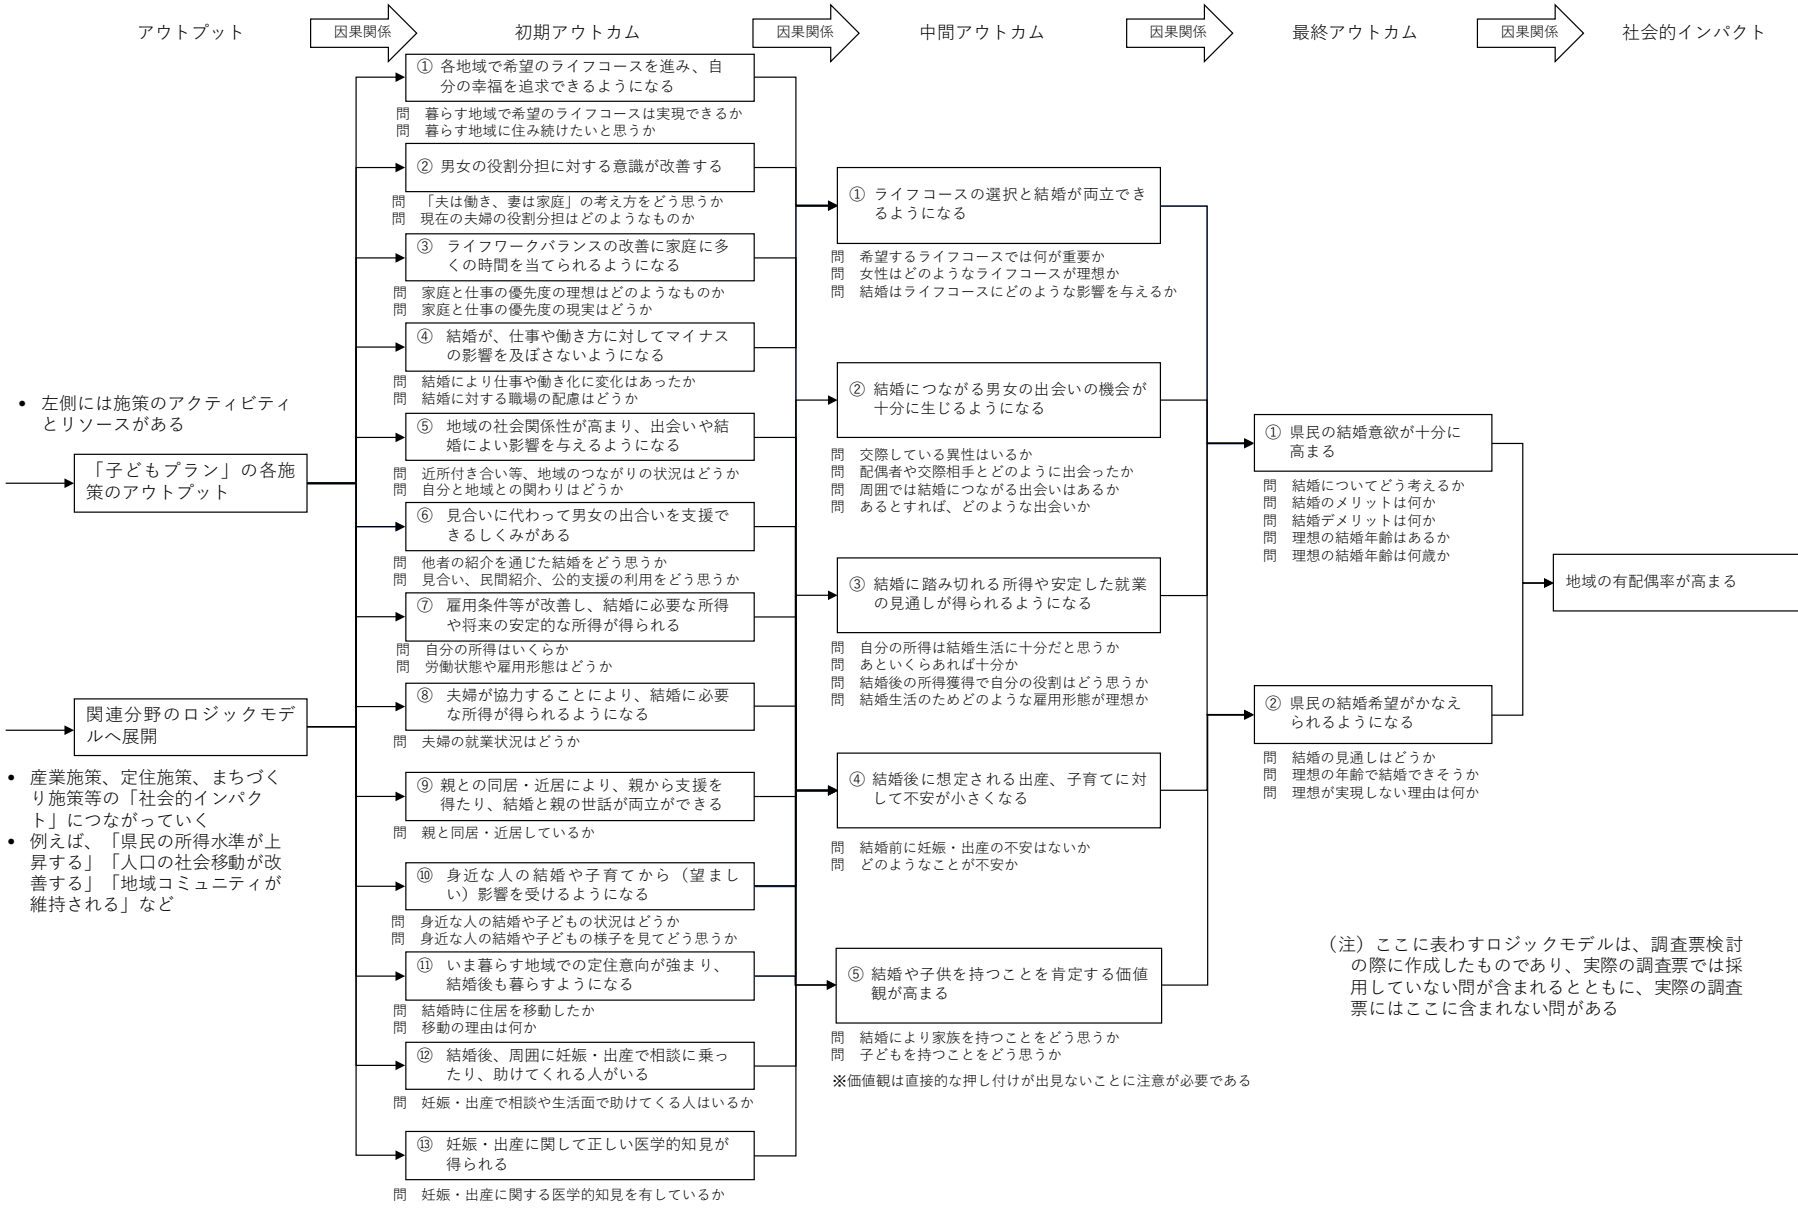 アウトプット
因果関係
初期アウトカム
因果関係
中間アウトカム
因果関係
最終アウトカム
因果関係
社会的インパクト
• 左側には施策のアクティビティ
とリソースがある
「子どもプラン」の各施
策のアウトプット
関連分野のロジックモデ
ルへ展開
• 産業施策、定住施策、まちづく
り施策等の「社会的インパク
ト」につながっていく
• 例えば、「県民の所得水準が上
昇する」「人口の社会移動が改
善する」「地域コミュニティが
維持される」など
① 各地域で希望のライフコースを進み、自
分の幸福を追求できるようになる
問 暮らす地域で希望のライフコースは実現できるか
問 暮らす地域に住み続けたいと思うか
② 男女の役割分担に対する意識が改善する
問 「夫は働き、妻は家庭」の考え方をどう思うか
問 現在の夫婦の役割分担はどのようなものか
③ ライフワークバランスの改善に家庭に多
くの時間を当てられるようになる
問 家庭と仕事の優先度の理想はどのようなものか
問 家庭と仕事の優先度の現実はどうか
④ 結婚が、仕事や働き方に対してマイナス
の影響を及ぼさないようになる
問 結婚により仕事や働き化に変化はあったか
問 結婚に対する職場の配慮はどうか
⑤ 地域の社会関係性が高まり、出会いや結
婚によい影響を与えるようになる
問 近所付き合い等、地域のつながりの状況はどうか
問 自分と地域との関わりはどうか
⑥ 見合いに代わって男女の出合いを支援で
きるしくみがある
問 他者の紹介を通じた結婚をどう思うか
問 見合い、民間紹介、公的支援の利用をどう思うか
⑦ 雇用条件等が改善し、結婚に必要な所得
や将来の安定的な所得が得られる
問 自分の所得はいくらか
問 労働状態や雇用形態はどうか
⑧ 夫婦が協力することにより、結婚に必要
な所得が得られるようになる
問 夫婦の就業状況はどうか
⑨ 親との同居・近居により、親から支援を
得たり、結婚と親の世話が両立ができる
問 親と同居・近居しているか
⑩ 身近な人の結婚や子育てから（望まし
い）影響を受けるようになる
問 身近な人の結婚や子どもの状況はどうか
問 身近な人の結婚や子どもの様子を見てどう思うか
⑪ いま暮らす地域での定住意向が強まり、
結婚後も暮らすようになる
問 結婚時に住居を移動したか
問 移動の理由は何か
⑫ 結婚後、周囲に妊娠・出産で相談に乗っ
たり、助けてくれる人がいる
問 妊娠・出産で相談や生活面で助けてくる人はいるか
⑬ 妊娠・出産に関して正しい医学的知見が
得られる
問 妊娠・出産に関する医学的知見を有しているか
① ライフコースの選択と結婚が両立でき
るようになる
問 希望するライフコースでは何が重要か
問 女性はどのようなライフコースが理想か
問 結婚はライフコースにどのような影響を与えるか
② 結婚につながる男女の出会いの機会が
十分に生じるようになる
問 交際している異性はいるか
問 配偶者や交際相手とどのように出会ったか
問 周囲では結婚につながる出会いはあるか
問 あるとすれば、どのような出会いか
③ 結婚に踏み切れる所得や安定した就業
の見通しが得られるようになる
問 自分の所得は結婚生活に十分だと思うか
問 あといくらあれば十分か
問 結婚後の所得獲得で自分の役割はどう思うか
問 結婚生活のためどのような雇用形態が理想か
④ 結婚後に想定される出産、子育てに対
して不安が小さくなる
問 結婚前に妊娠・出産の不安はないか
問 どのようなことが不安か
⑤ 結婚や子供を持つことを肯定する価値
観が高まる
問 結婚により家族を持つことをどう思うか
問 子どもを持つことをどう思うか
※価値観は直接的な押し付けが出見ないことに注意が必要である
① 県民の結婚意欲が十分に
高まる
問 結婚についてどう考えるか
問 結婚のメリットは何か
問 結婚デメリットは何か
問 理想の結婚年齢はあるか
問 理想の結婚年齢は何歳か
② 県民の結婚希望がかなえ
られるようになる
問 結婚の見通しはどうか
問 理想の年齢で結婚できそうか
問 理想が実現しない理由は何か
地域の有配偶率が高まる
（注）ここに表わすロジックモデルは、調査票検討
の際に作成したものであり、実際の調査票では採
用していない問が含まれるとともに、実際の調査
票にはここに含まれない問がある